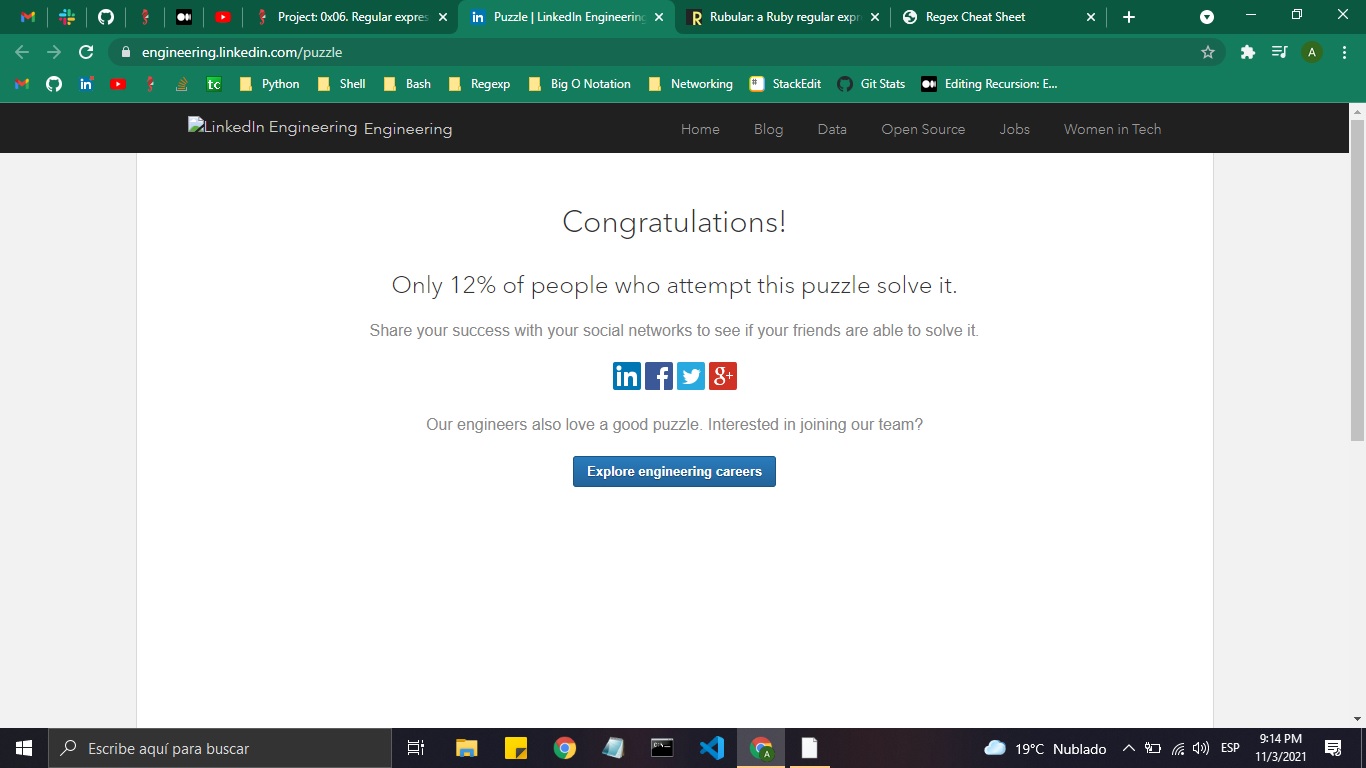 Project: 0x06. Regular expres
Puzzle | LinkedIn Engineering
Rubular: a Ruby regular expr
Regex Cheat Sheet
engineering.linkedin.com/puzzle
A
in
tc
Python
Shell
Bash
Regexp
Big O Notation
Networking
StackEdit
Git Stats
Editing Recursion: E...
LinkedIn Engineering Engineering
Home
Blog
Data
Open Source
Jobs
Women in Tech
Congratulations!
Only 12% of people who attempt this puzzle solve it.
Share your success with your social networks to see if your friends are able to solve it.
in f g+
Our engineers also love a good puzzle. Interested in joining our team?
Explore engineering careers
Escribe aquí para buscar
A
19°C Nublado
ESP
9:14 PM
11/3/2021